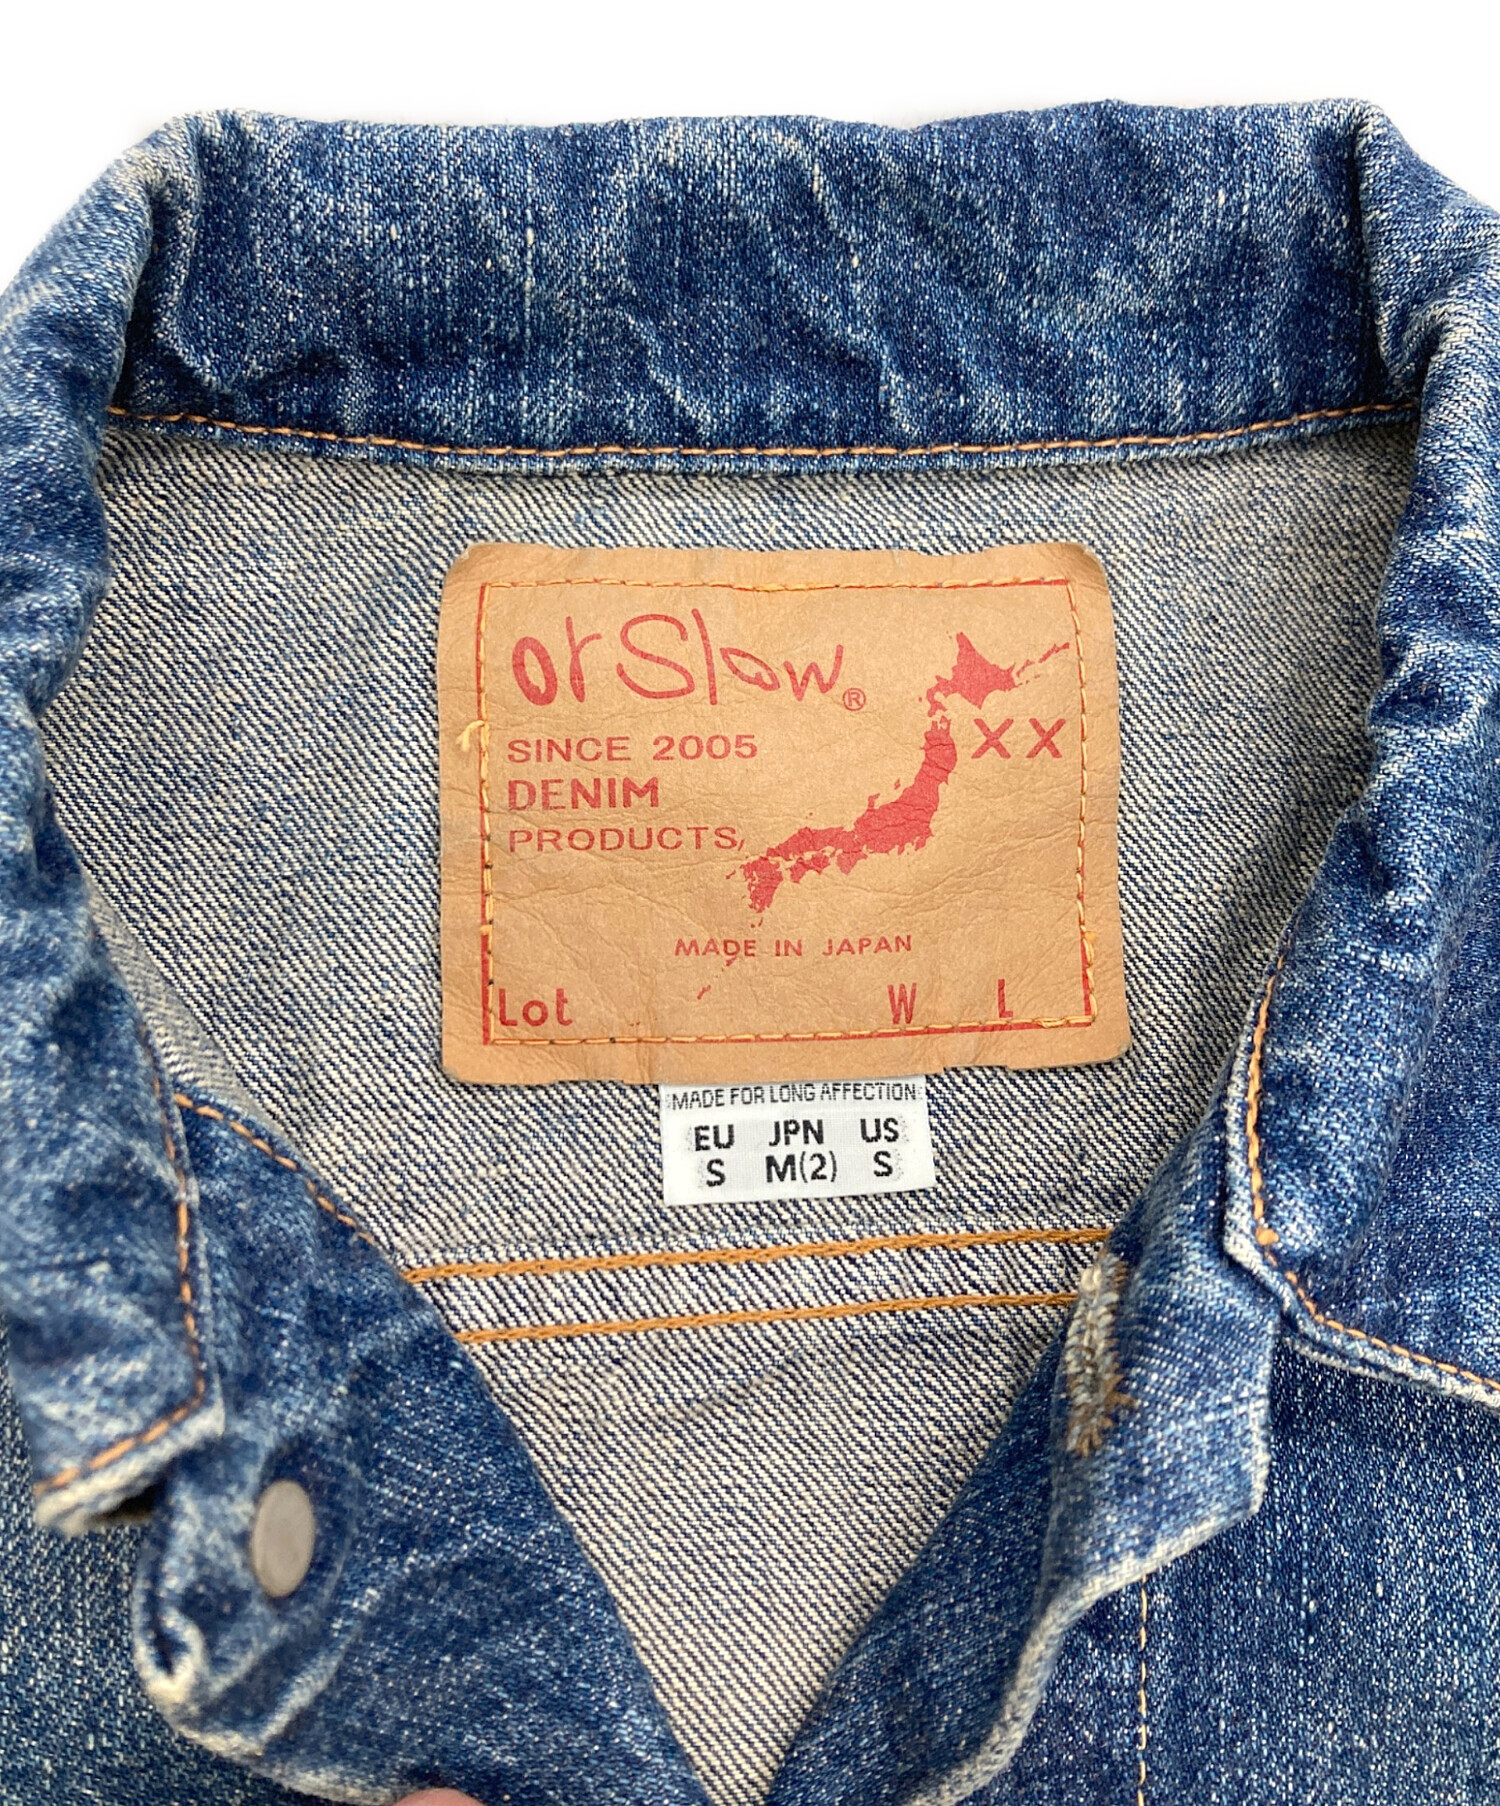 orSlow®
SINCE 2005
XX
DENIM
PRODUCTS,
MADE IN JAPAN
Lot W L
MADE FOR LONG AFFECTION
EU JPN US
S M(2) S